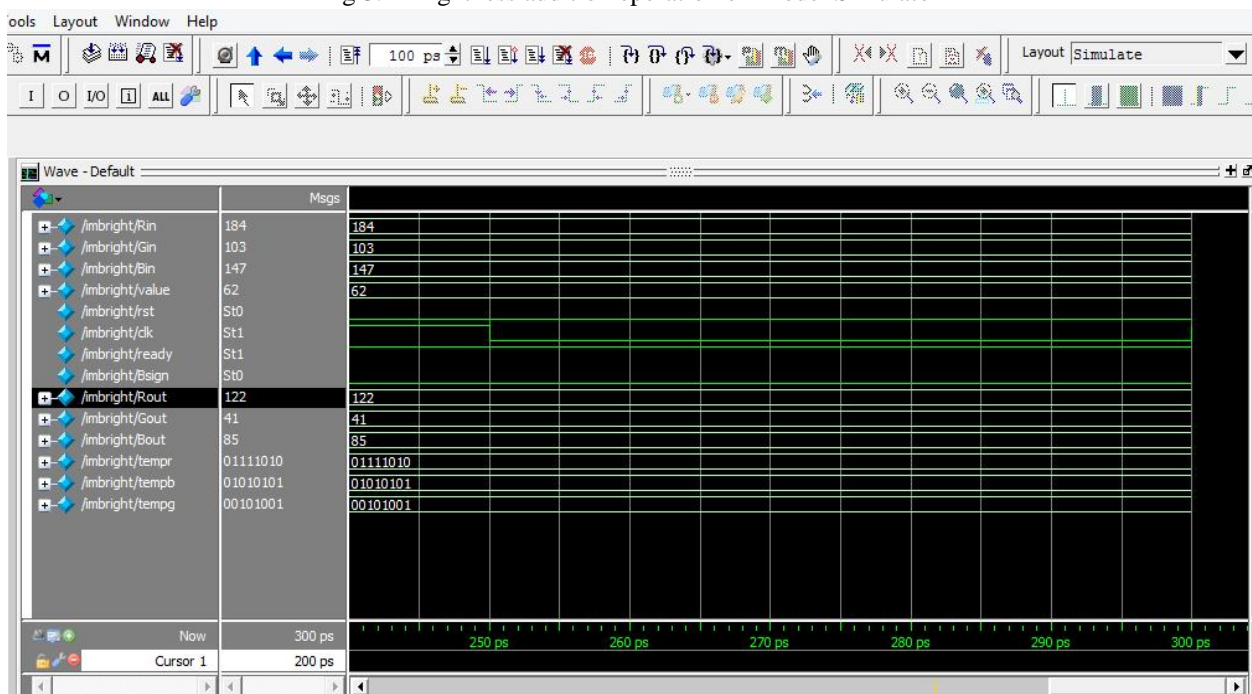 ools Layout Window Help
100 ps
Layout Simulate
I O I/O i ALL
Wave - Default
Msgs
/imbright/Rin 184 184
/imbright/Gin 103 103
/imbright/Bin 147 147
/imbright/value 62 62
/imbright/rst St0
/imbright/clk St1
/imbright/ready St1
/imbright/Bsign St0
/imbright/Rout 122 122
/imbright/Gout 41 41
/imbright/Bout 85 85
/imbright/tempr 01111010 01111010
/imbright/tempb 01010101 01010101
/imbright/tempg 00101001 00101001
Now 300 ps 250 ps 260 ps 270 ps 280 ps 290 ps 300 ps
Cursor 1 200 ps